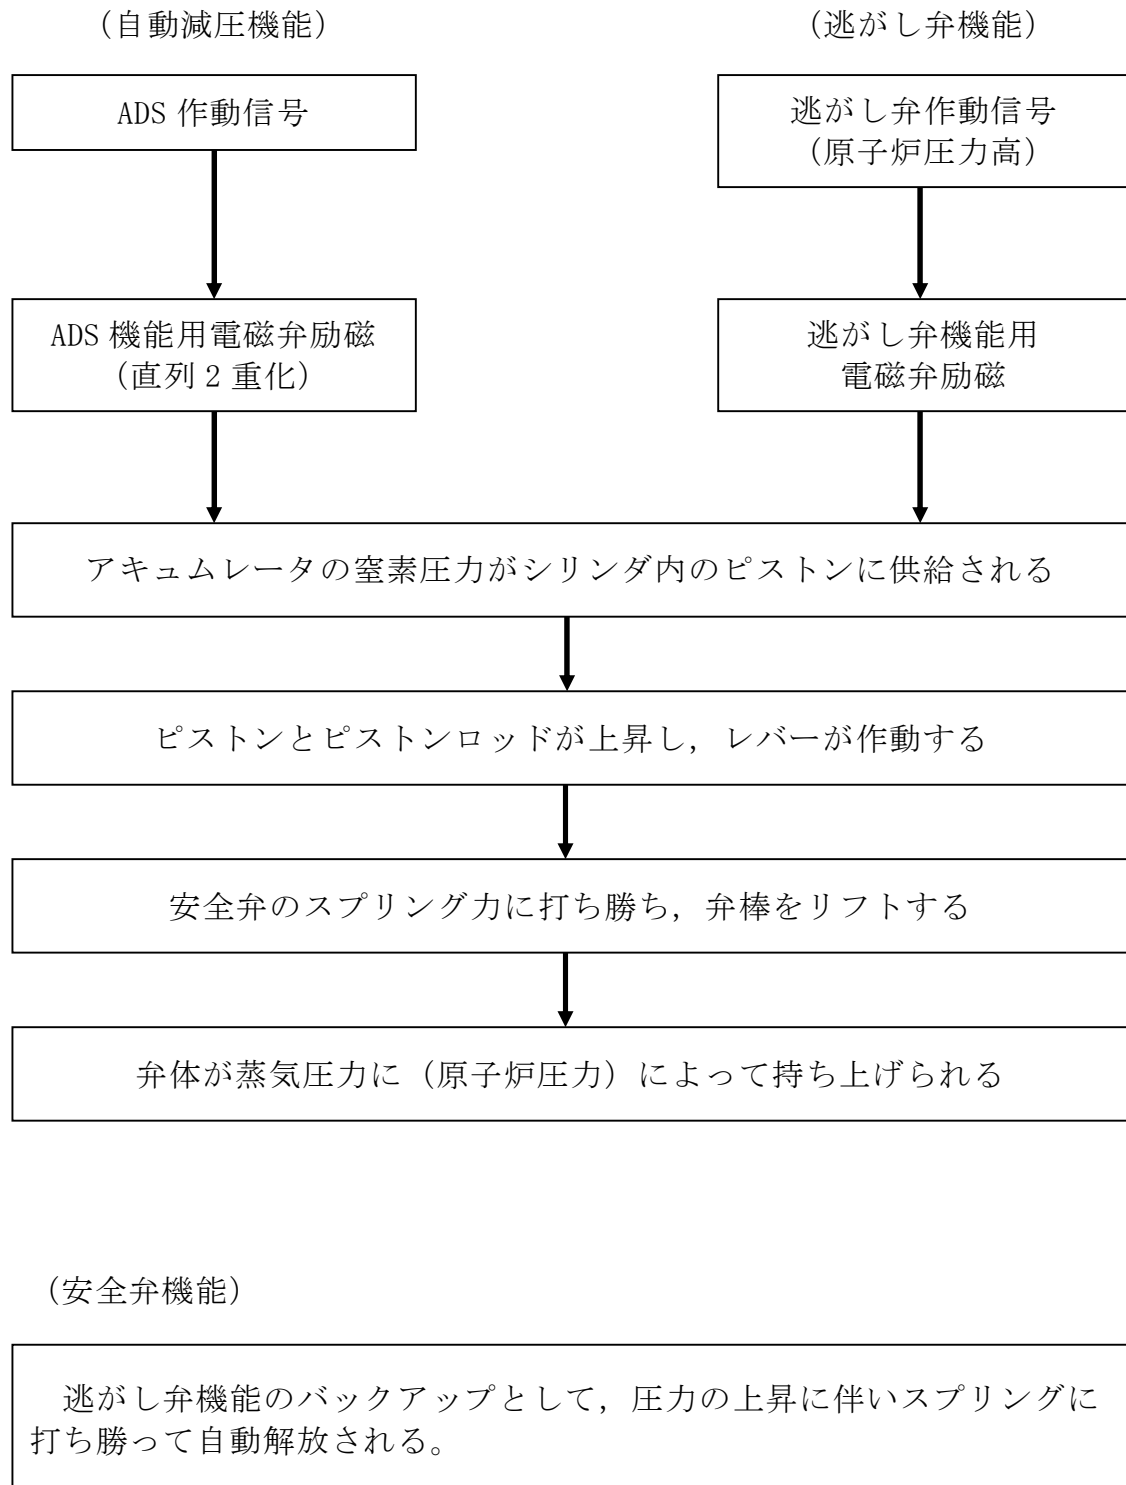 （自動減圧機能）
（逃がし弁機能）
ADS 作動信号
逃がし弁作動信号
（原子炉圧力高）
ADS 機能用電磁弁励磁
（直列２重化）
逃がし弁機能用
電磁弁励磁
アキュムレータの窒素圧力がシリンダ内のピストンに供給される
ピストンとピストンロッドが上昇し，レバーが作動する
安全弁のスプリング力に打ち勝ち，弁棒をリフトする
弁体が蒸気圧力に（原子炉圧力）によって持ち上げられる
（安全弁機能）
逃がし弁機能のバックアップとして，圧力の上昇に伴いスプリングに
打ち勝って自動解放される。